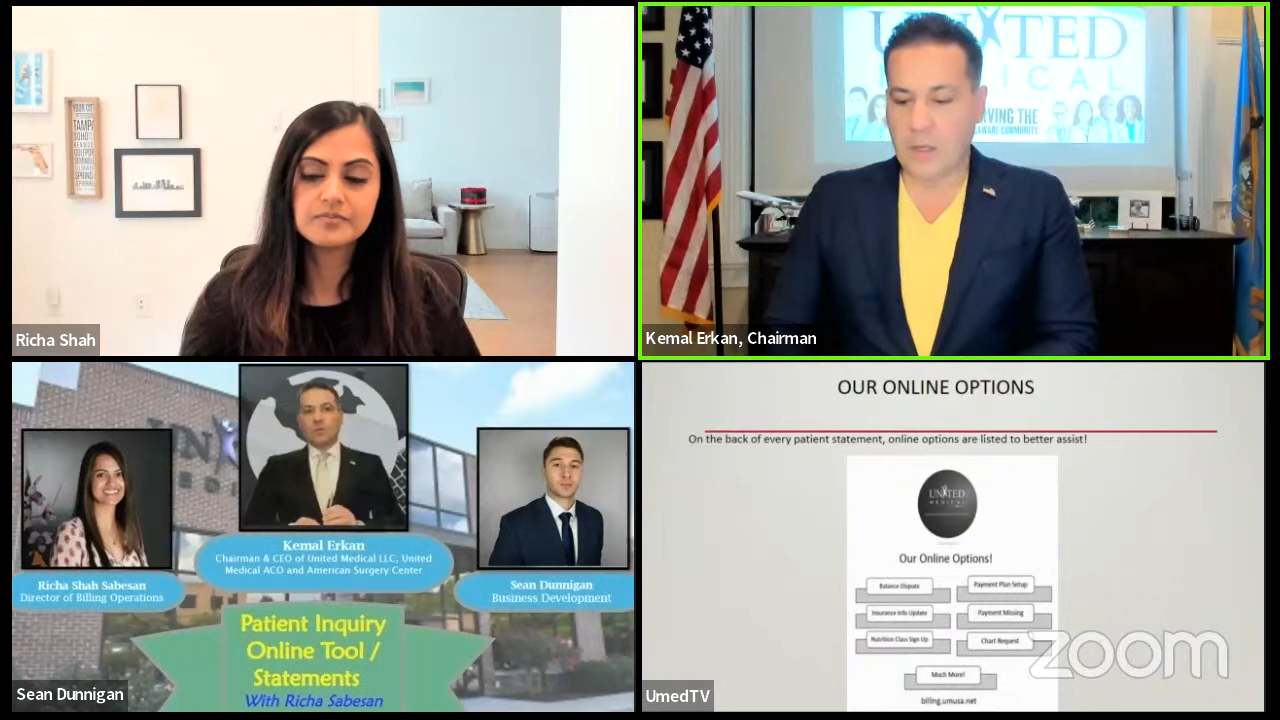 TAMPA
SOHO
Richa Shah
UNITED
MEDICAL
SERVING THE
DELAWARE COMMUNITY
Kemal Erkan, Chairman
Kemal Erkan
Chairman & CEO of United Medical LLC, United
Medical ACO and American Surgery Center
Richa Shah Sabesan
Director of Billing Operations
Sean Dunnigan
Business Development
Patient Inquiry
Online Tool /
Statements
With Richa Sabesan
Sean Dunnigan
OUR ONLINE OPTIONS
On the back of every patient statement, online options are listed to better assist!
UNITED
MEDICAL
Our Online Options!
Balance Dispute
Payment Plan Setup
Insurance Info Update
Payment Missing
Nutrition Class Sign Up
Chart Request
Much More!
billing.umusa.net
zoom
UmedTV